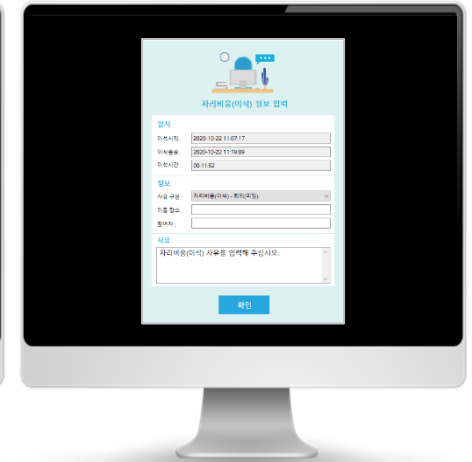 자리비움(이석) 정보 입력
일시
이석시작 : 2020-10-22 11:07:17
이석종료 : 2020-10-22 11:19:09
이석시간 : 00:11:52
정보
사유 구분 : 자리비움(이석) - 회의(미팅)
이동 장소 :
참여자 :
사유
자리비움(이석) 사유를 입력해 주십시오.
확인